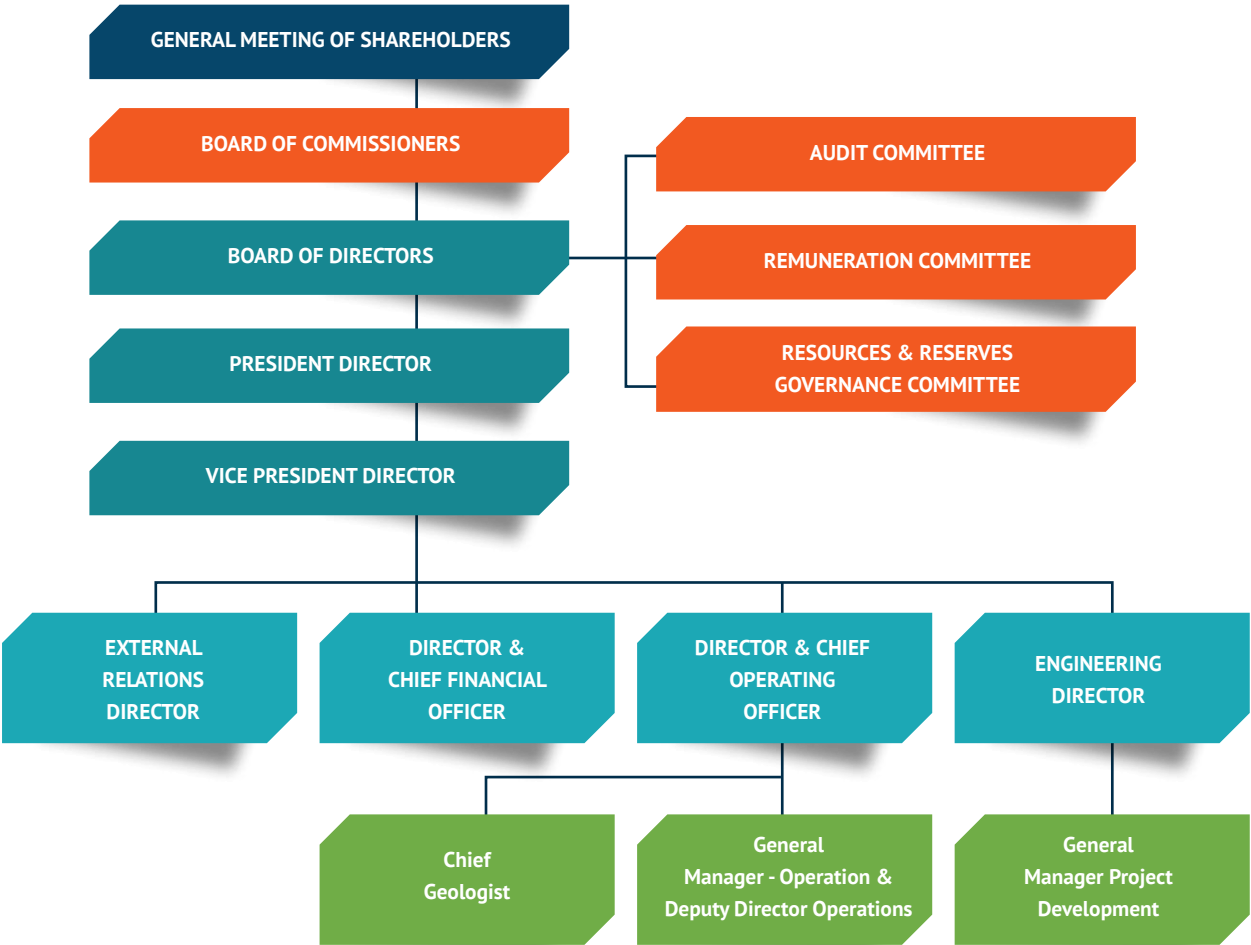 GENERAL MEETING OF SHAREHOLDERS
BOARD OF COMMISSIONERS
AUDIT COMMITTEE
BOARD OF DIRECTORS
REMUNERATION COMMITTEE
PRESIDENT DIRECTOR
RESOURCES & RESERVES
GOVERNANCE COMMITTEE
VICE PRESIDENT DIRECTOR
EXTERNAL
RELATIONS
DIRECTOR
DIRECTOR &
CHIEF FINANCIAL
OFFICER
DIRECTOR & CHIEF
OPERATING
OFFICER
ENGINEERING
DIRECTOR
Chief
Geologist
General
Manager - Operation &
Deputy Director Operations
General
Manager Project
Development